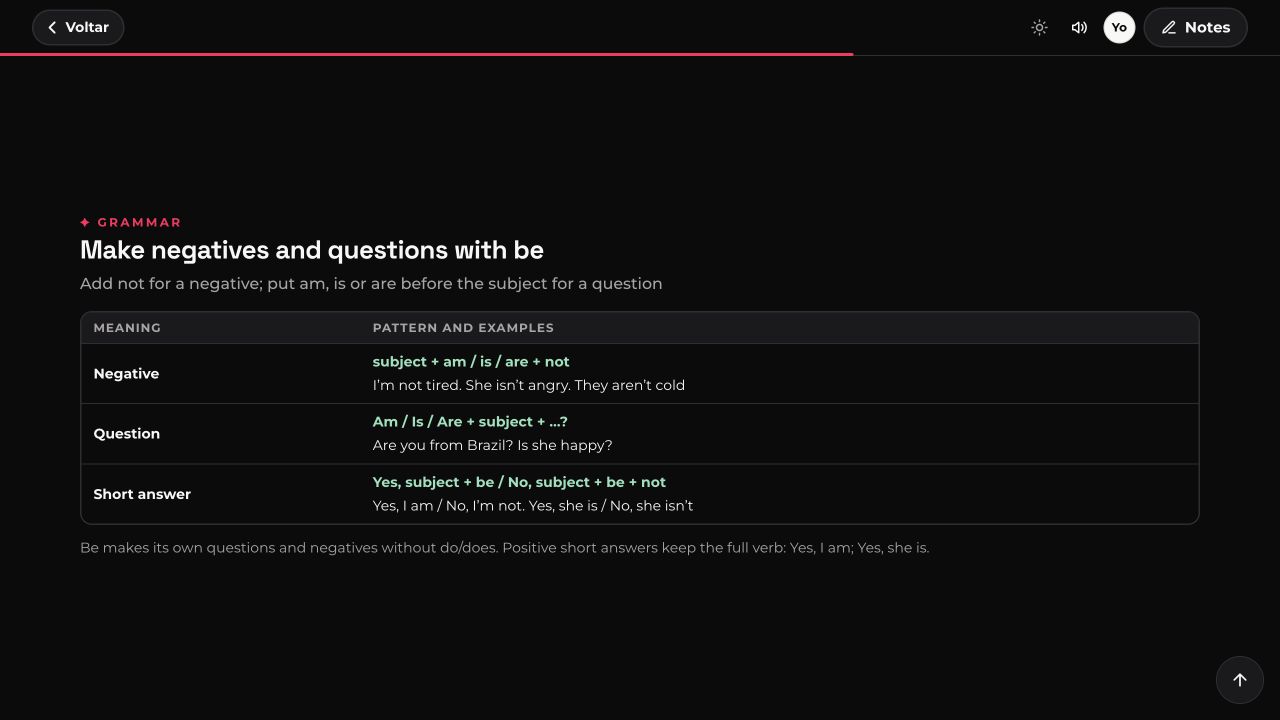 Voltar
Yo
Notes
GRAMMAR
Make negatives and questions with be
Add not for a negative; put am, is or are before the subject for a question
MEANING PATTERN AND EXAMPLES
Negative
subject + am / is / are + not
I’m not tired. She isn’t angry. They aren’t cold
Question
Am / Is / Are + subject + ...?
Are you from Brazil? Is she happy?
Short answer
Yes, subject + be / No, subject + be + not
Yes, I am / No, I’m not. Yes, she is / No, she isn’t
Be makes its own questions and negatives without do/does. Positive short answers keep the full verb: Yes, I am; Yes, she is.